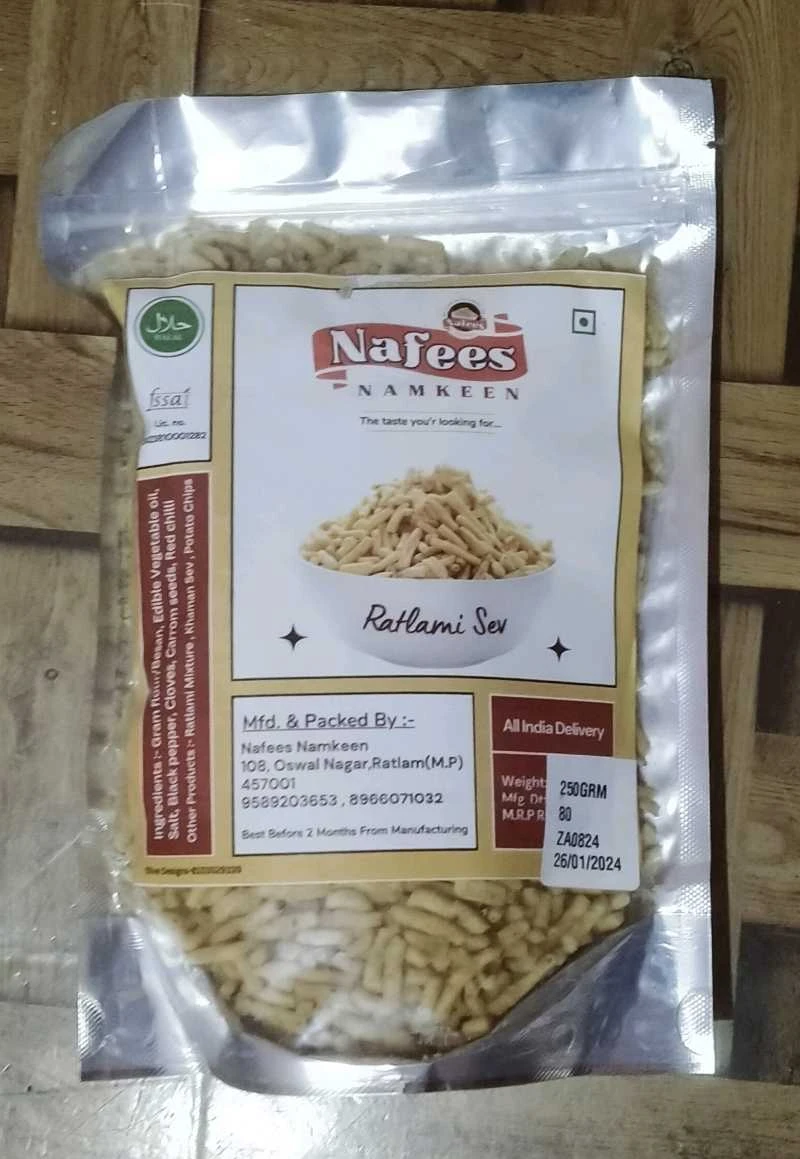 حلال
HALAL
fssai
Lic. no.
Nafees
Nafees
NAMKEEN
The taste you'r looking for...
Ratlami Sev
Ingredients :- Gram Flour/Besan, Edible Vegetable oil,
Salt, Black pepper, Cloves, Carrom seeds, Red chilli
Other Products :- Ratlami Mixture , Khaman Sev , Potato Chips
Mfd. & Packed By :-
Nafees Namkeen
108, Oswal Nagar,Ratlam(M.P)
457001
9589203653 , 8966071032
Best Before 2 Months From Manufacturing
All India Delivery
Weight:
Mfg Dt:
M.R.P R
250GRM
80
ZA0824
26/01/2024